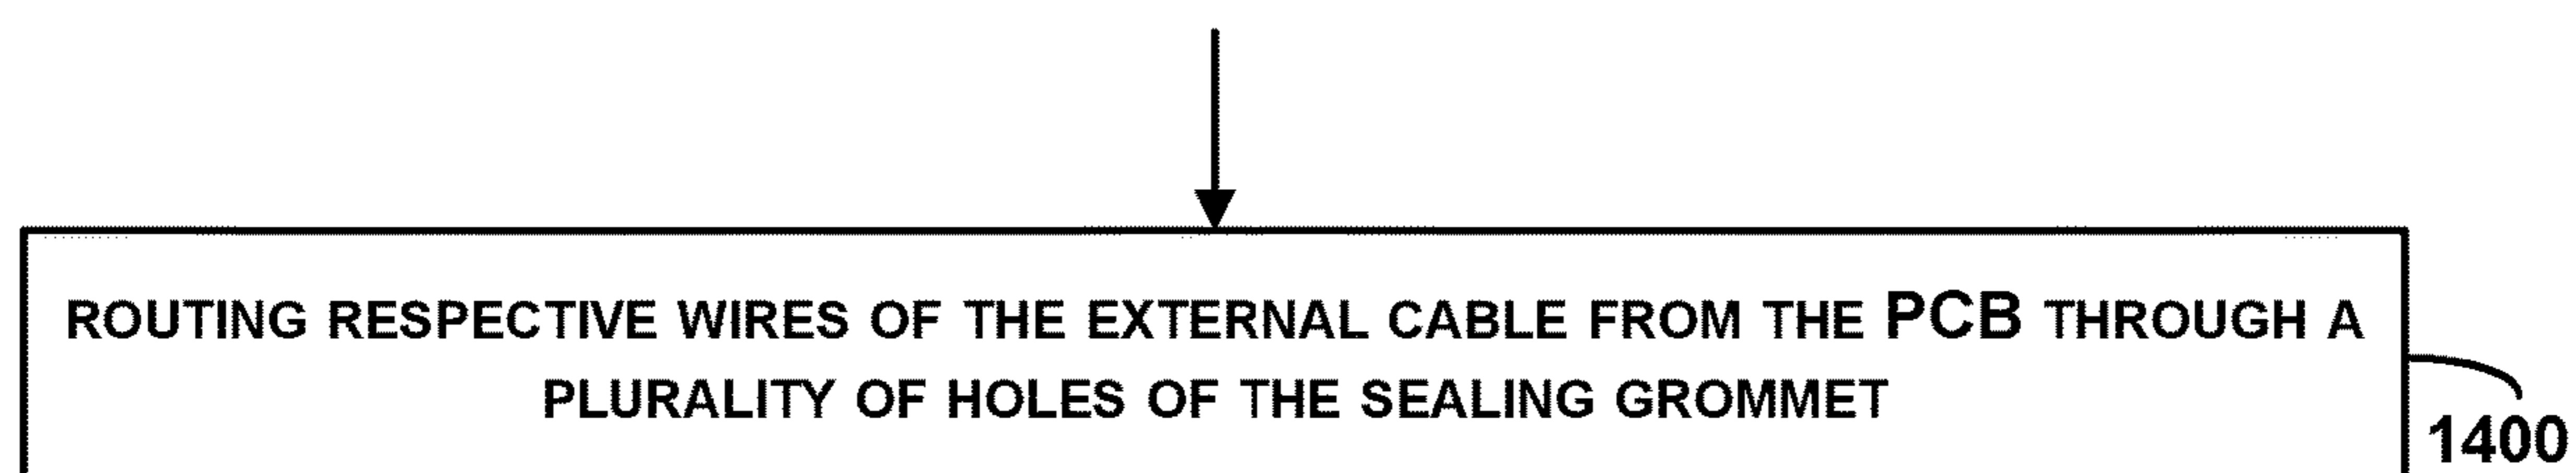 ROUTING RESPECTIVE WIRES OF THE EXTERNAL CABLE FROM THE PCB THROUGH A
PLURALITY OF HOLES OF THE SEALING GROMMET
1400